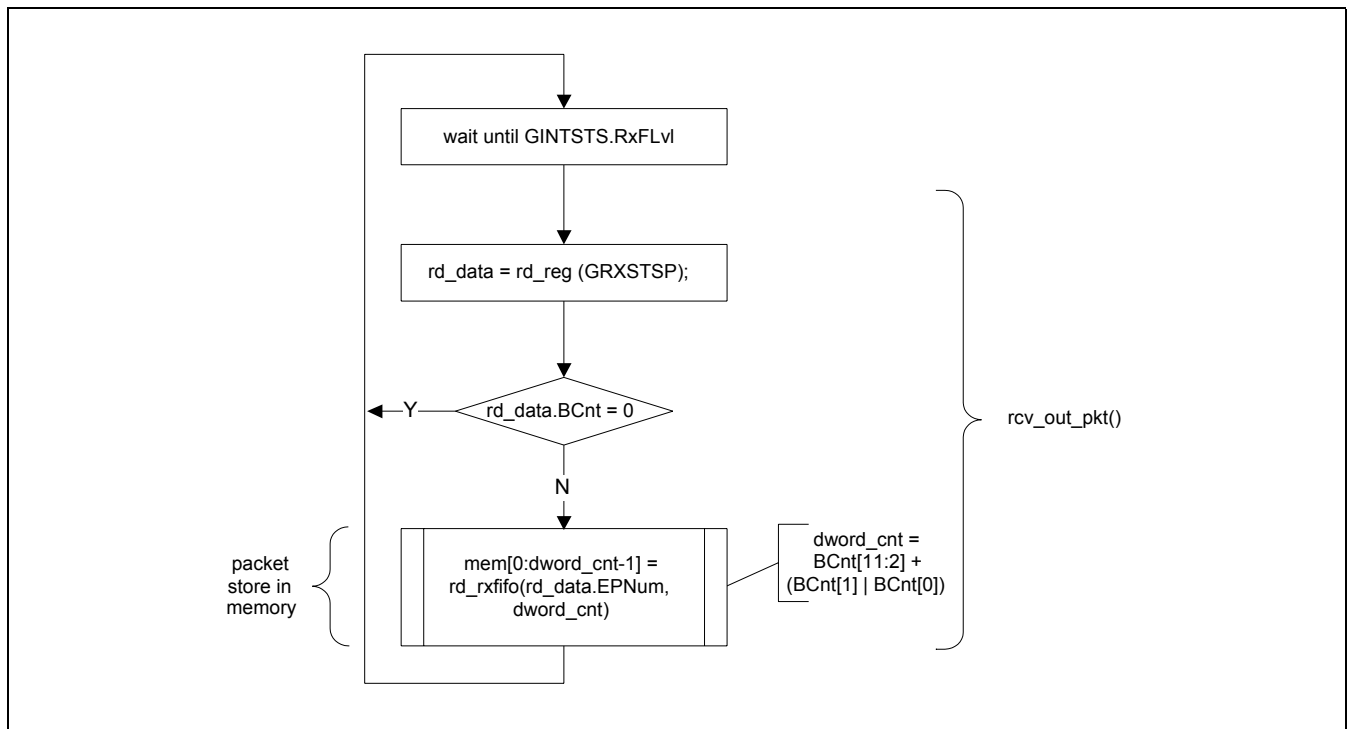 wait until GINTSTS.RxFLvl
rd_data = rd_reg (GRXSTSP);
rd_data.BCnt = 0
Y
rcv_out_pkt()
N
packet
store in
memory
mem[0:dword_cnt-1] =
rd_rxfifo(rd_data.EPNum,
dword_cnt)
dword_cnt =
BCnt[11:2] +
(BCnt[1] | BCnt[0])